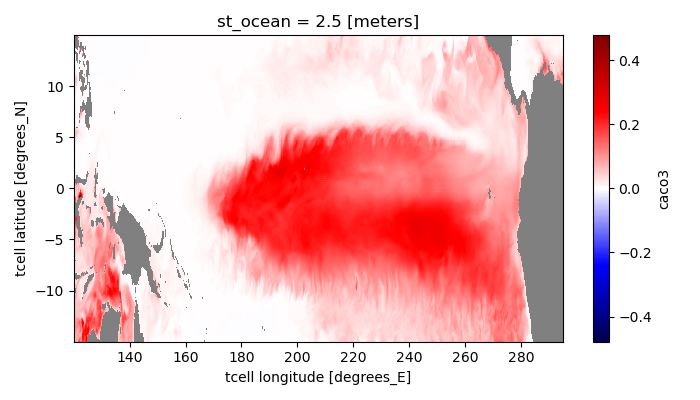 st_ocean = 2.5 [meters]
10
5
0
−5
−10
tcell latitude [degrees_N]
140 160 180 200 220 240 260 280
tcell longitude [degrees_E]
0.4
0.2
0.0
−0.2
−0.4
caco3